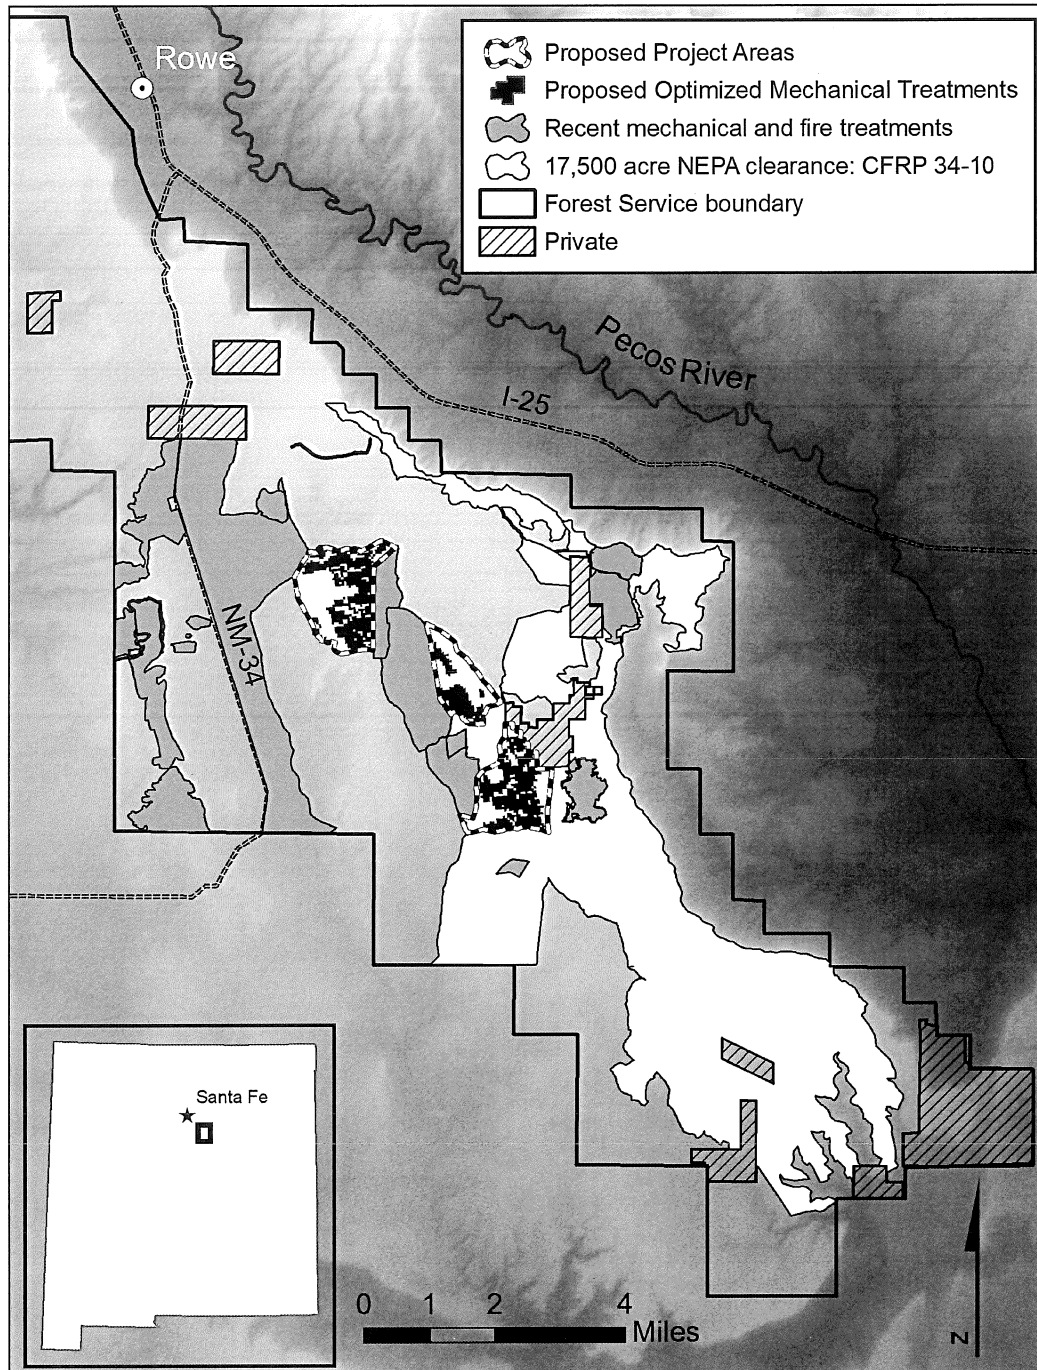 Rowe
Proposed Project Areas
Proposed Optimized Mechanical Treatments
Recent mechanical and fire treatments
17,500 acre NEPA clearance: CFRP 34-10
Forest Service boundary
Private
Pecos River
I-25
NM-34
Santa Fe
0 1 2 4
Miles
N